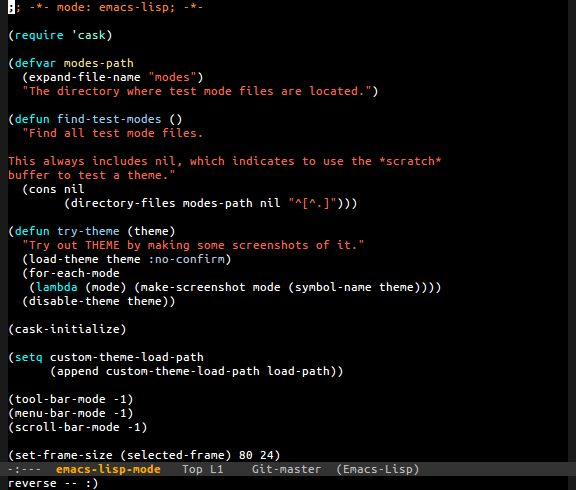 ;; -*- mode: emacs-lisp; -*-

(require 'cask)

(defvar modes-path
  (expand-file-name "modes")
  "The directory where test mode files are located.")

(defun find-test-modes ()
  "Find all test mode files.

This always includes nil, which indicates to use the *scratch*
buffer to test a theme."
  (cons nil
        (directory-files modes-path nil "^[^.]")))

(defun try-theme (theme)
  "Try out THEME by making some screenshots of it."
  (load-theme theme :no-confirm)
  (for-each-mode
   (lambda (mode) (make-screenshot mode (symbol-name theme))))
  (disable-theme theme))

(cask-initialize)

(setq custom-theme-load-path
      (append custom-theme-load-path load-path))

(tool-bar-mode -1)
(menu-bar-mode -1)
(scroll-bar-mode -1)

(set-frame-size (selected-frame) 80 24)
-:---  emacs-lisp-mode   Top L1    Git-master  (Emacs-Lisp)
reverse -- :)